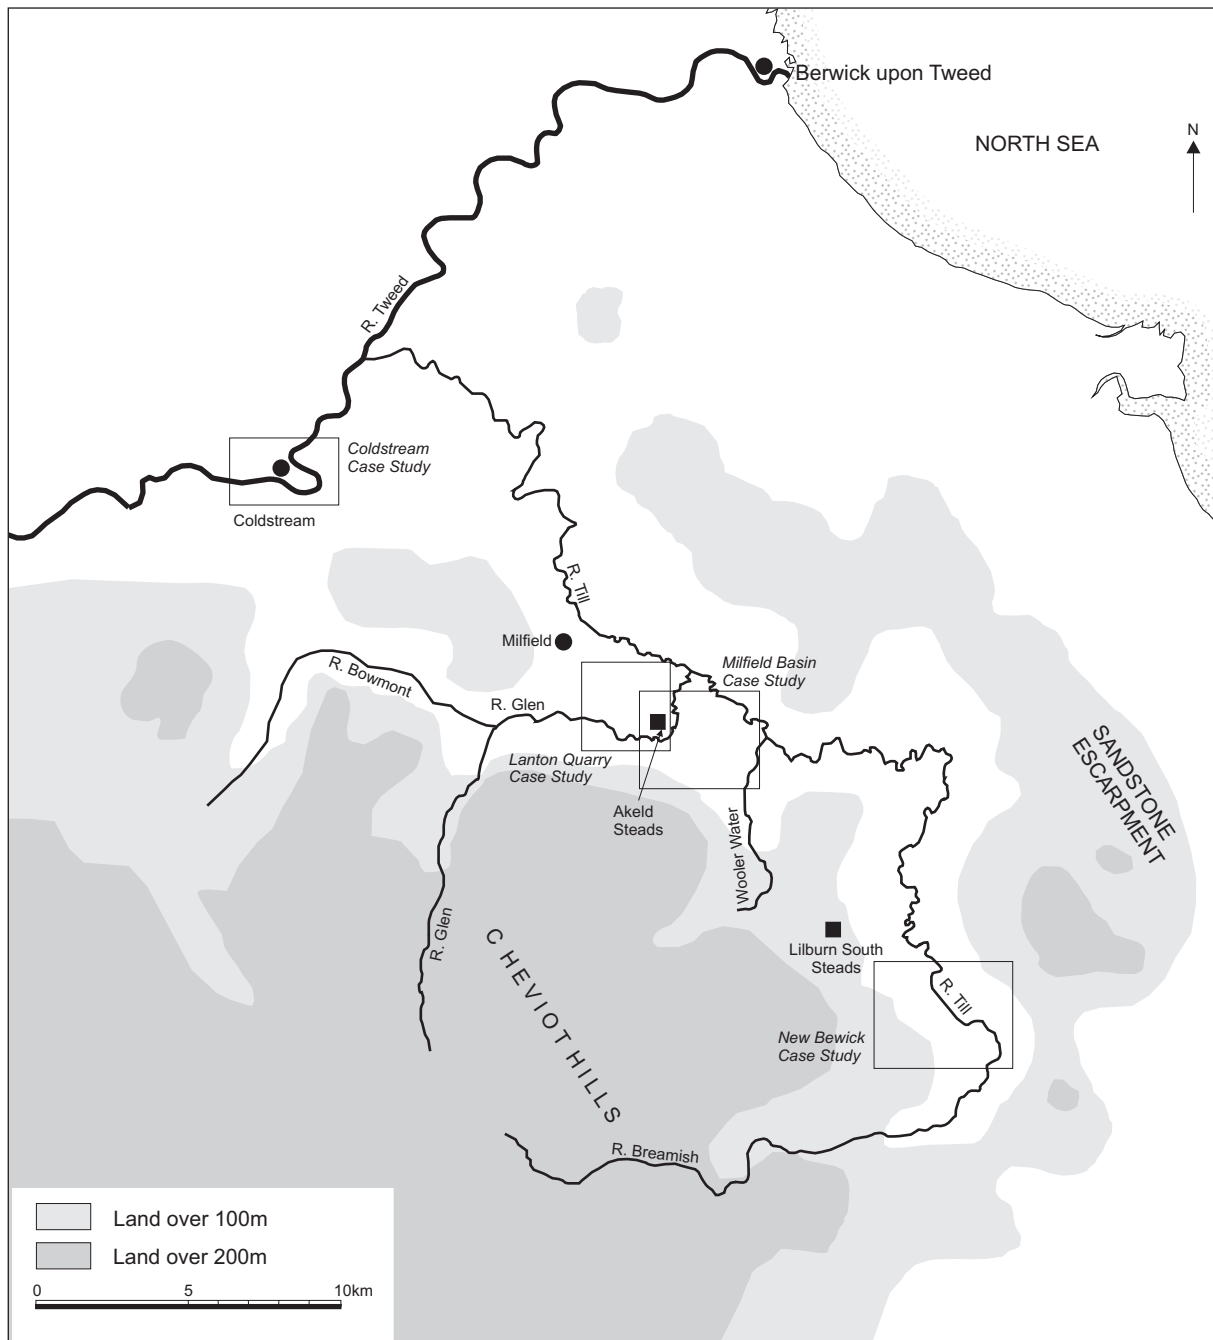 Berwick upon Tweed
NORTH SEA
N
R. Tweed
Coldstream
Case Study
Coldstream
R. Till
Milfield
Milfield Basin
Case Study
R. Bowmont
R. Glen
Lanton Quarry
Case Study
Akeld
Steads
SANDSTONE
ESCARPMENT
Wooler Water
R. Glen
Lilburn South
Steads
CHEVIOT HILLS
R. Till
New Bewick
Case Study
R. Breamish
Land over 100m
Land over 200m
0 5 10km